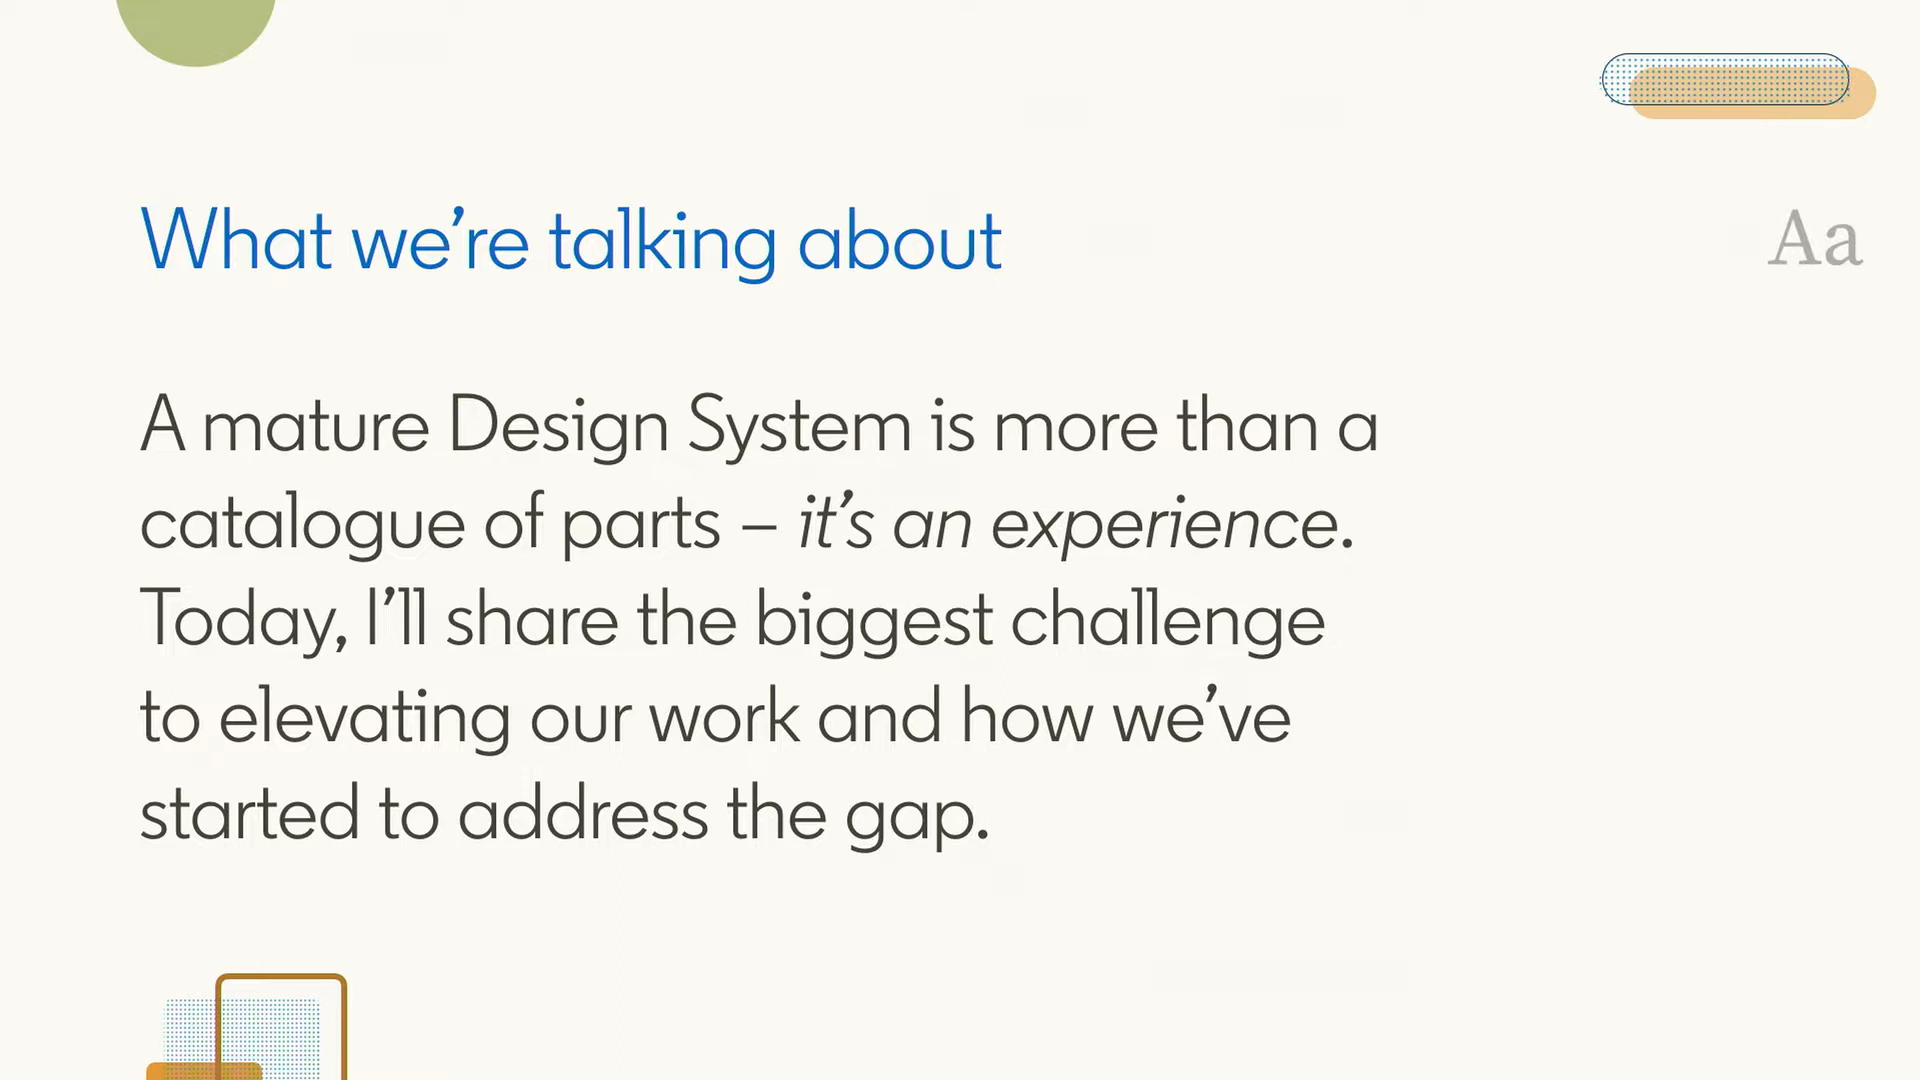 What we’re talking about
Aa
A mature Design System is more than a
catalogue of parts – it’s an experience.
Today, I’ll share the biggest challenge
to elevating our work and how we’ve
started to address the gap.